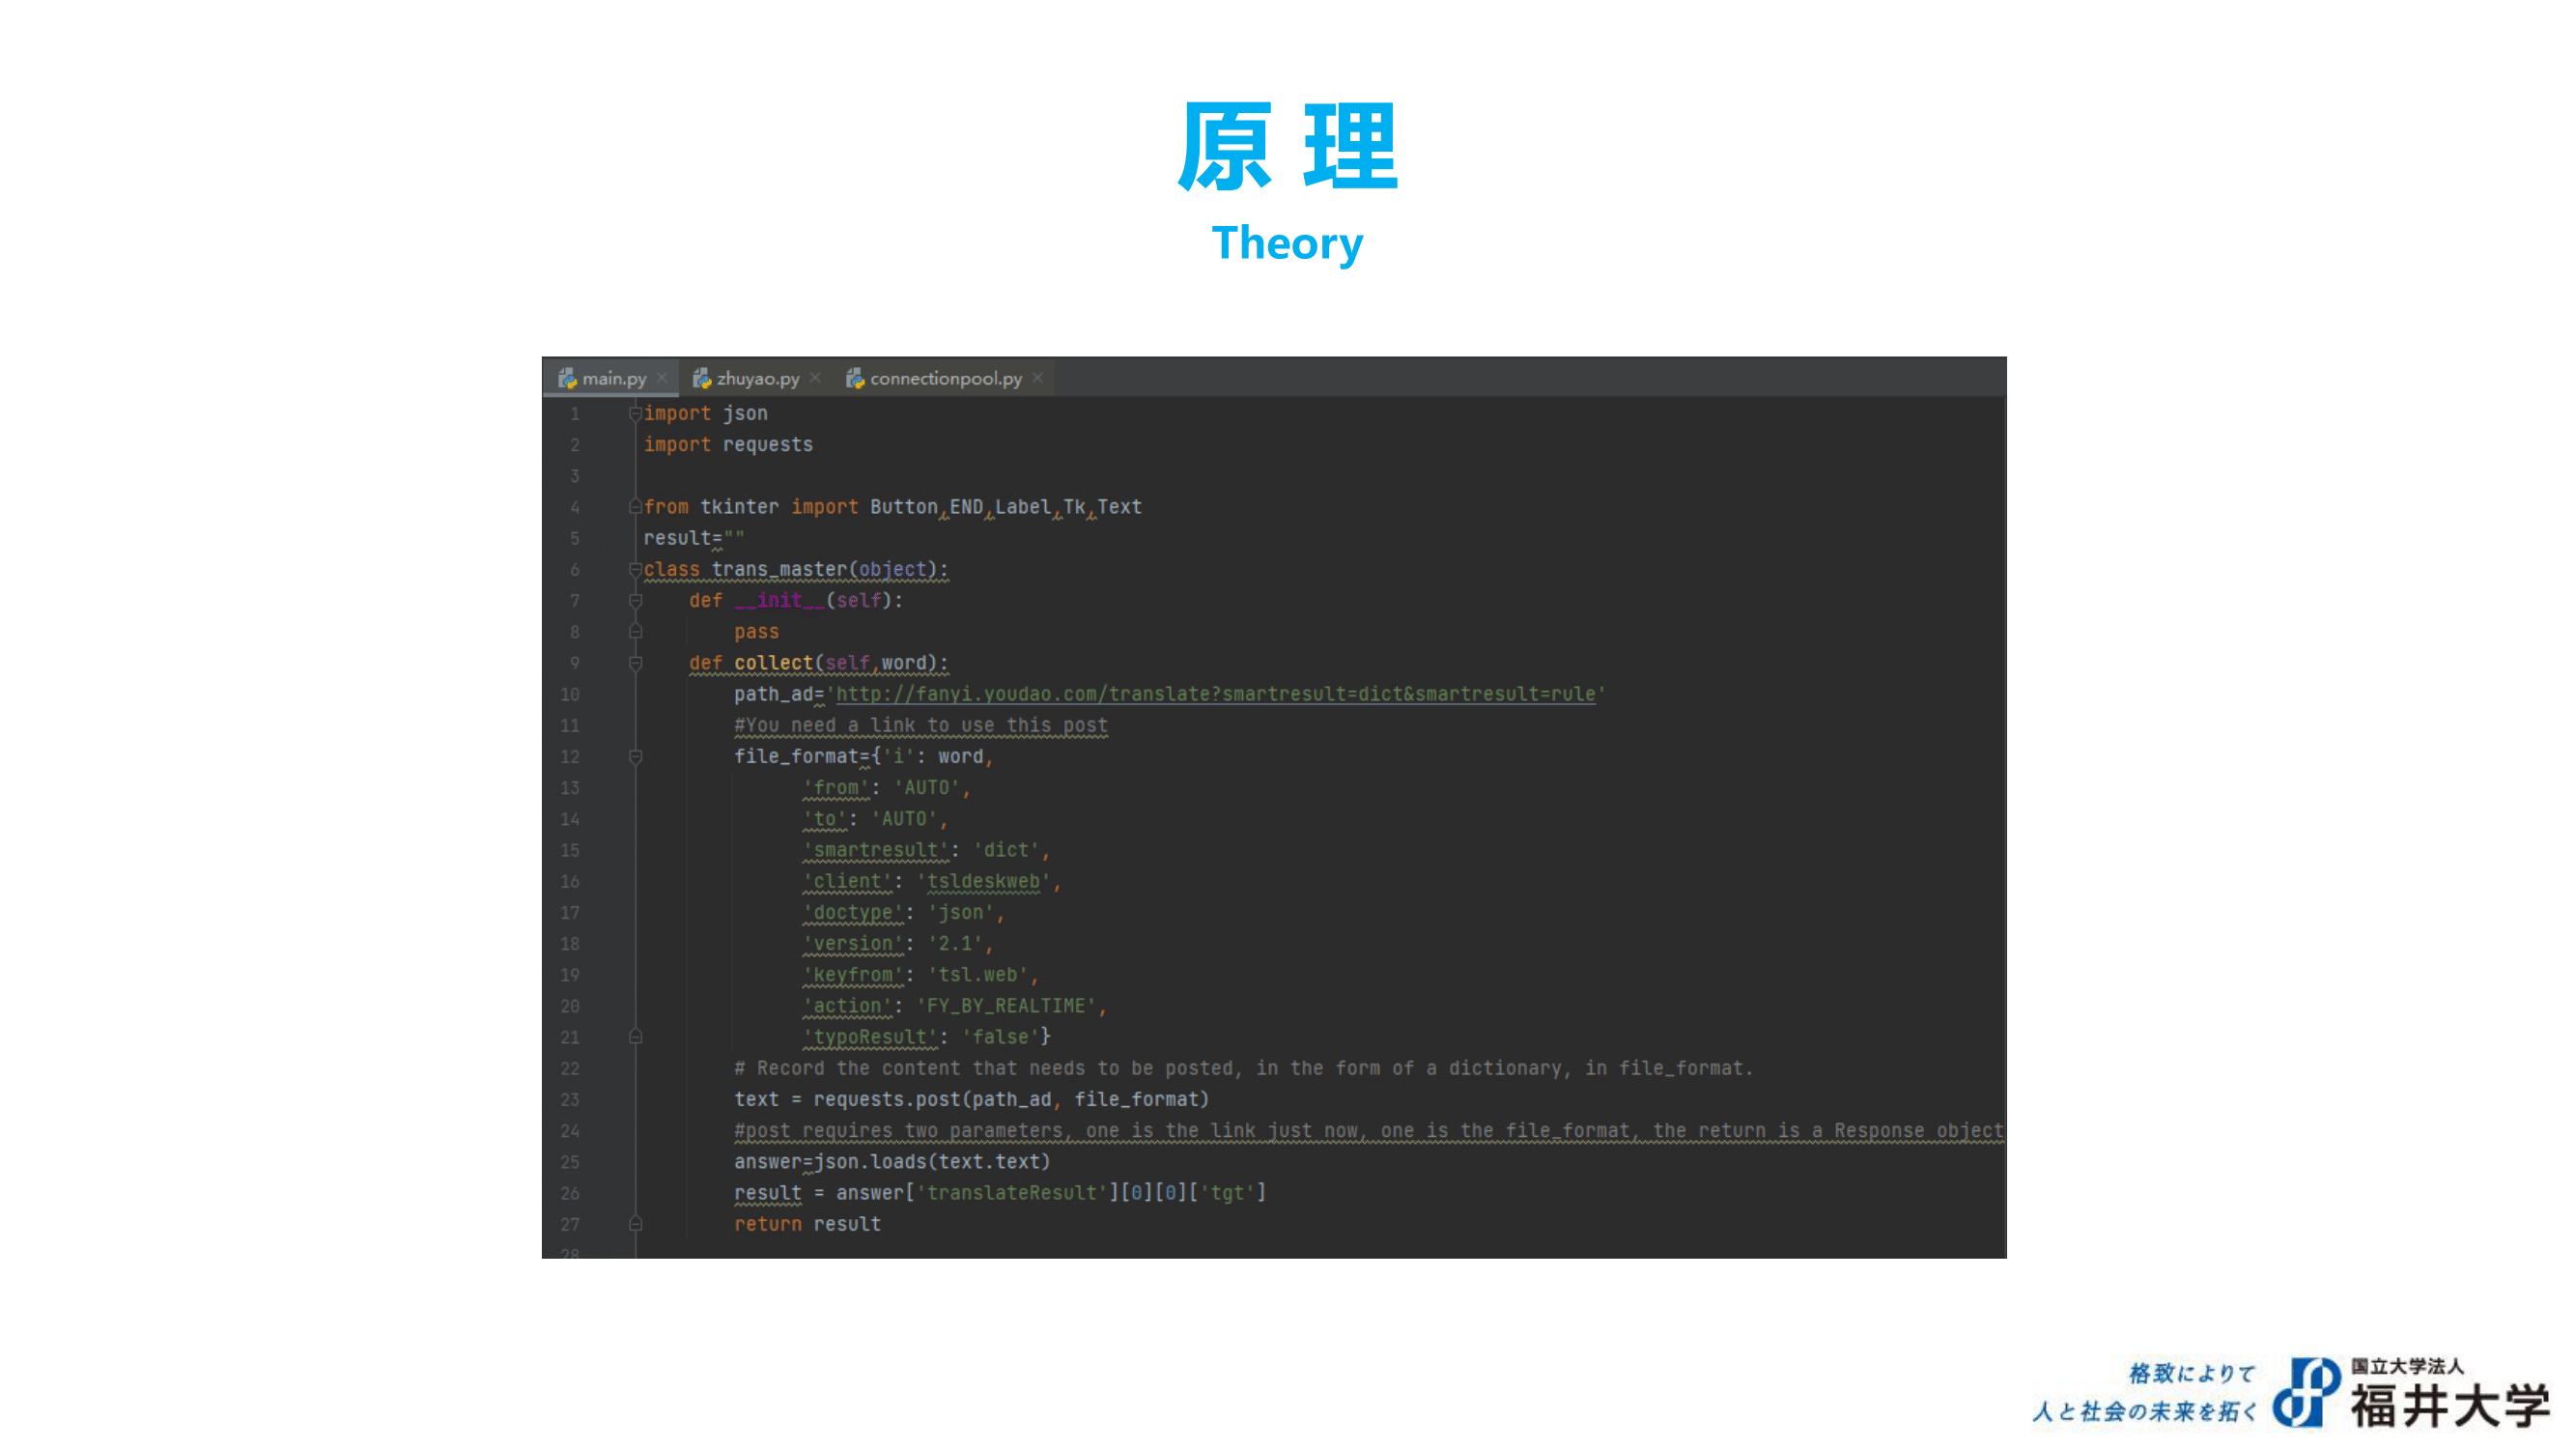 原 理
Theory
main.py zhuyao.py connectionpool.py
1 import json
2 import requests
3
4 from tkinter import Button,END,Label,Tk,Text
5 result=""
6 class trans_master(object):
7 def __init__(self):
8 pass
9 def collect(self,word):
10 path_ad='http://fanyi.youdao.com/translate?smartresult=dict&smartresult=rule'
11 #You need a link to use this post
12 file_format={'i': word,
13 'from': 'AUTO',
14 'to': 'AUTO',
15 'smartresult': 'dict',
16 'client': 'tsldeskweb',
17 'doctype': 'json',
18 'version': '2.1',
19 'keyfrom': 'tsl.web',
20 'action': 'FY_BY_REALTIME',
21 'typoResult': 'false'}
22 # Record the content that needs to be posted, in the form of a dictionary, in file_format.
23 text = requests.post(path_ad, file_format)
24 #post requires two parameters, one is the link just now, one is the file_format, the return is a Response object
25 answer=json.loads(text.text)
26 result = answer['translateResult'][0][0]['tgt']
27 return result
28
格致によりて
人と社会の未来を拓く
国立大学法人
福井大学